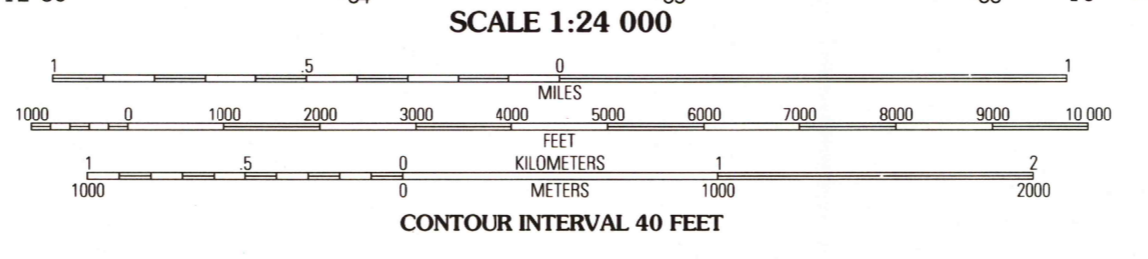 SCALE 1:24 000
1 .5 0 1
MILES
1000 0 1000 2000 3000 4000 5000 6000 7000 8000 9000 10 000
FEET
1 .5 0 KILOMETERS 1 2
1000 0 METERS 1000 2000
CONTOUR INTERVAL 40 FEET